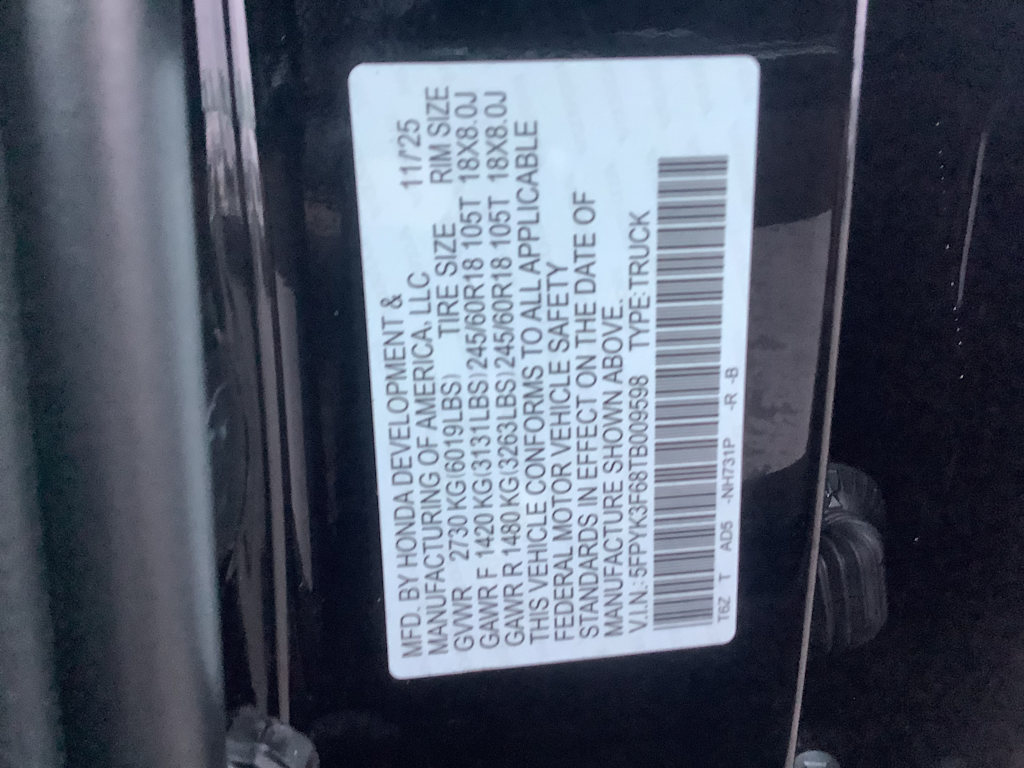 MFD. BY HONDA DEVELOPMENT & 11/25
MANUFACTURING OF AMERICA, LLC
GVWR 2730 KG(6019LBS) TIRE SIZE RIM SIZE
GAWR F 1420 KG(3131LBS) 245/60R18 105T 18X8.0J
GAWR R 1480 KG(3263LBS) 245/60R18 105T 18X8.0J
THIS VEHICLE CONFORMS TO ALL APPLICABLE
FEDERAL MOTOR VEHICLE SAFETY
STANDARDS IN EFFECT ON THE DATE OF
MANUFACTURE SHOWN ABOVE.
V.I.N.: 5FPYK3F68TB009598 TYPE: TRUCK
T6Z T AD5 -NH731P -R -B